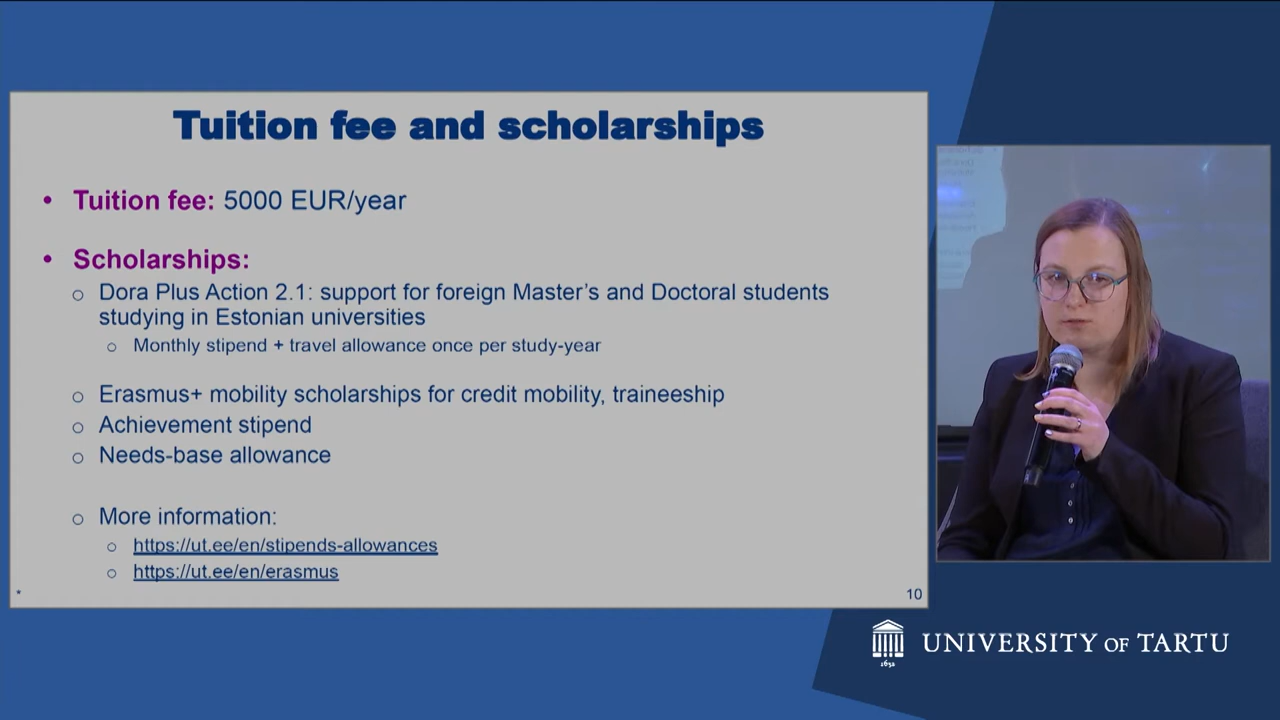 Tuition fee and scholarships
• Tuition fee: 5000 EUR/year
• Scholarships:
o Dora Plus Action 2.1: support for foreign Master’s and Doctoral students
studying in Estonian universities
o Monthly stipend + travel allowance once per study-year
o Erasmus+ mobility scholarships for credit mobility, traineeship
o Achievement stipend
o Needs-base allowance
o More information:
o https://ut.ee/en/stipends-allowances
o https://ut.ee/en/erasmus
*
10
1632
UNIVERSITY OF TARTU